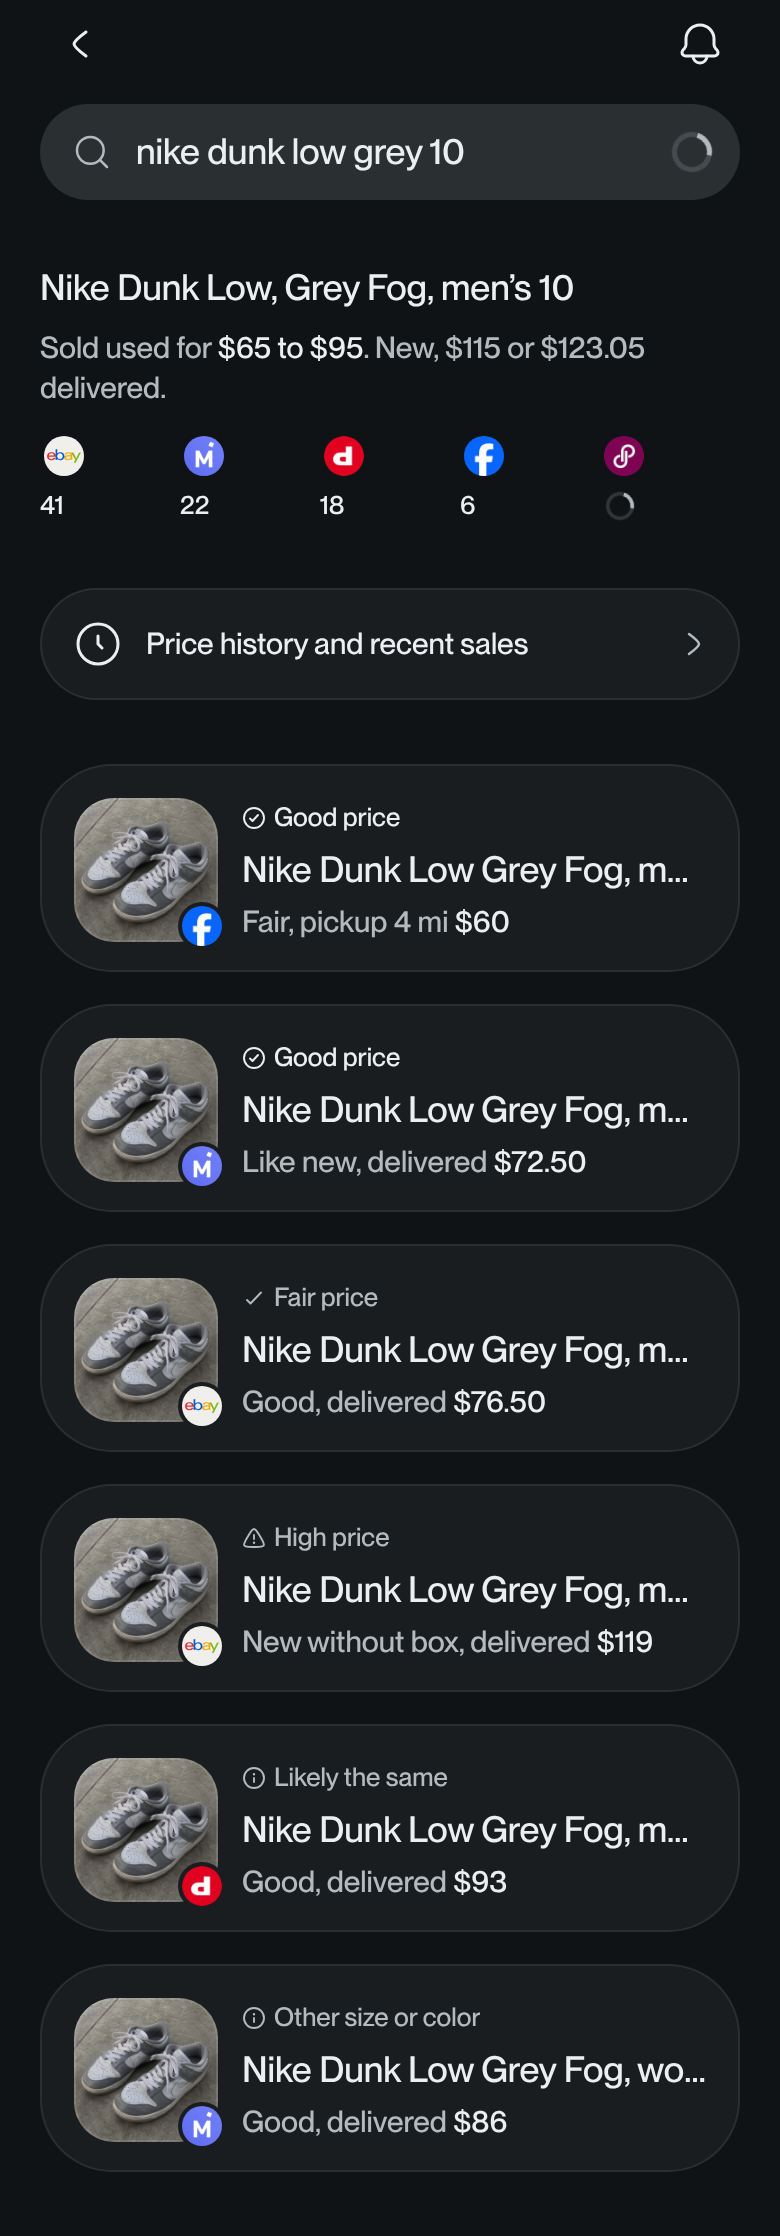 nike dunk low grey 10
Nike Dunk Low, Grey Fog, men’s 10
Sold used for $65 to $95. New, $115 or $123.05
delivered.
ebay
41
22
18
6
Price history and recent sales
Good price
Nike Dunk Low Grey Fog, m...
Fair, pickup 4 mi $60
Good price
Nike Dunk Low Grey Fog, m...
Like new, delivered $72.50
Fair price
Nike Dunk Low Grey Fog, m...
ebay
Good, delivered $76.50
High price
Nike Dunk Low Grey Fog, m...
ebay
New without box, delivered $119
Likely the same
Nike Dunk Low Grey Fog, m...
Good, delivered $93
Other size or color
Nike Dunk Low Grey Fog, wo...
Good, delivered $86